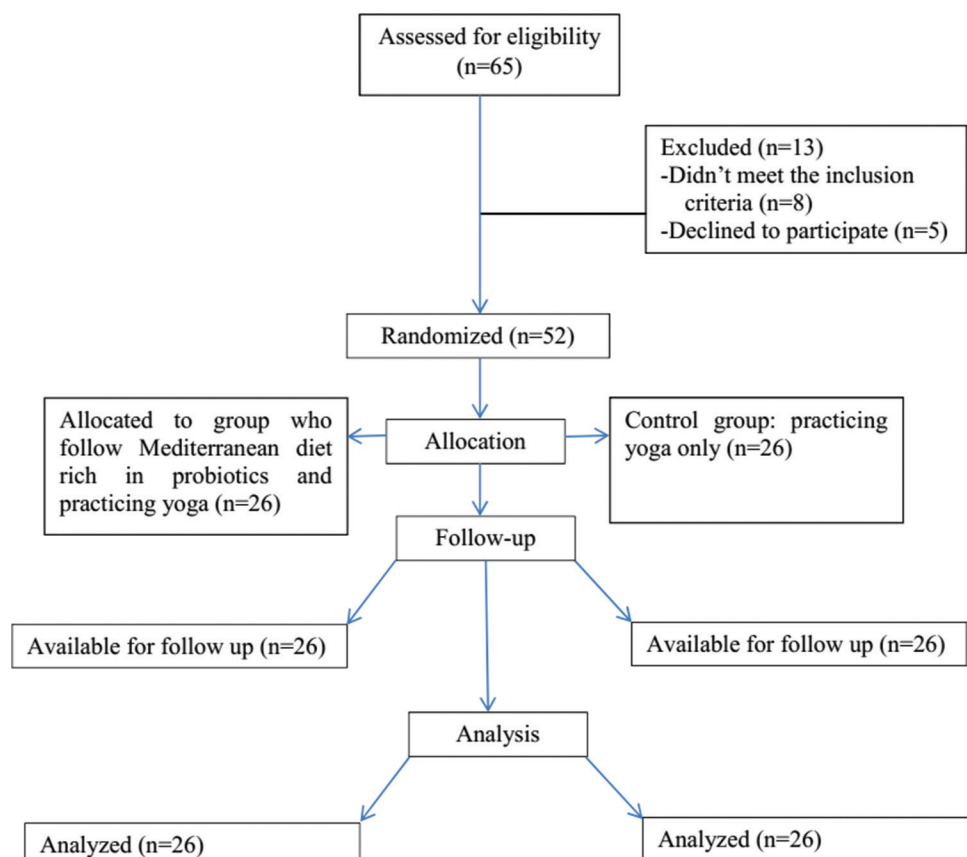 Assessed for eligibility
(n=65)
Excluded (n=13)
-Didn’t meet the inclusion
criteria (n=8)
-Declined to participate (n=5)
Randomized (n=52)
Allocated to group who
follow Mediterranean diet
rich in probiotics and
practicing yoga (n=26)
Allocation
Control group: practicing
yoga only (n=26)
Follow-up
Available for follow up (n=26)
Available for follow up (n=26)
Analysis
Analyzed (n=26)
Analyzed (n=26)